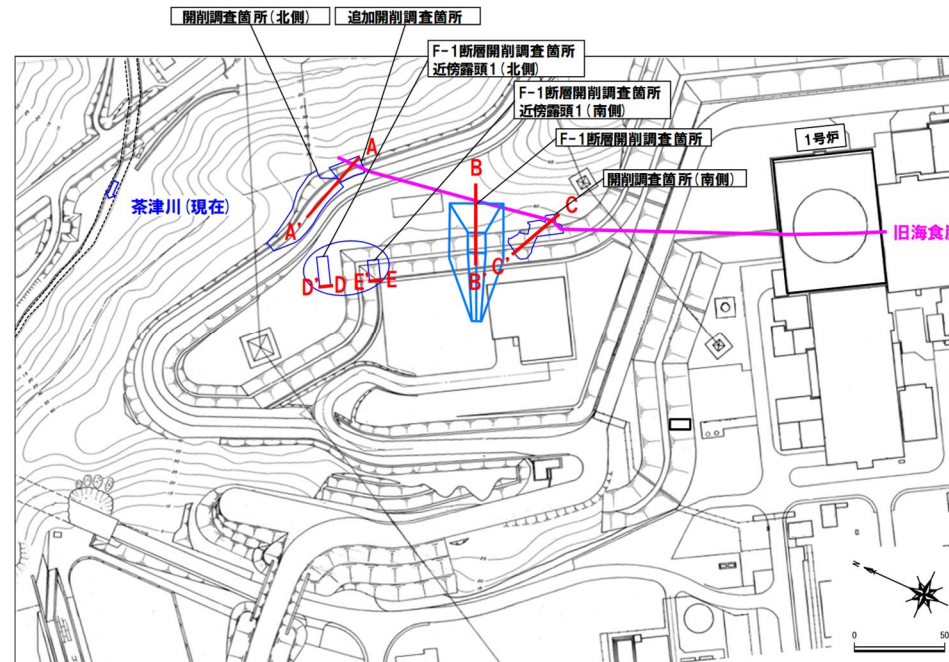 開削調査箇所(北側)
追加開削調査箇所
F-1断層開削調査箇所
近傍露頭1(北側)
F-1断層開削調査箇所
近傍露頭1(南側)
F-1断層開削調査箇所
開削調査箇所(南側)
1号炉
茶津川(現在)
旧海食崖
A
A'
B
B'
C
C'
D'
D
E'
E
N
0
50